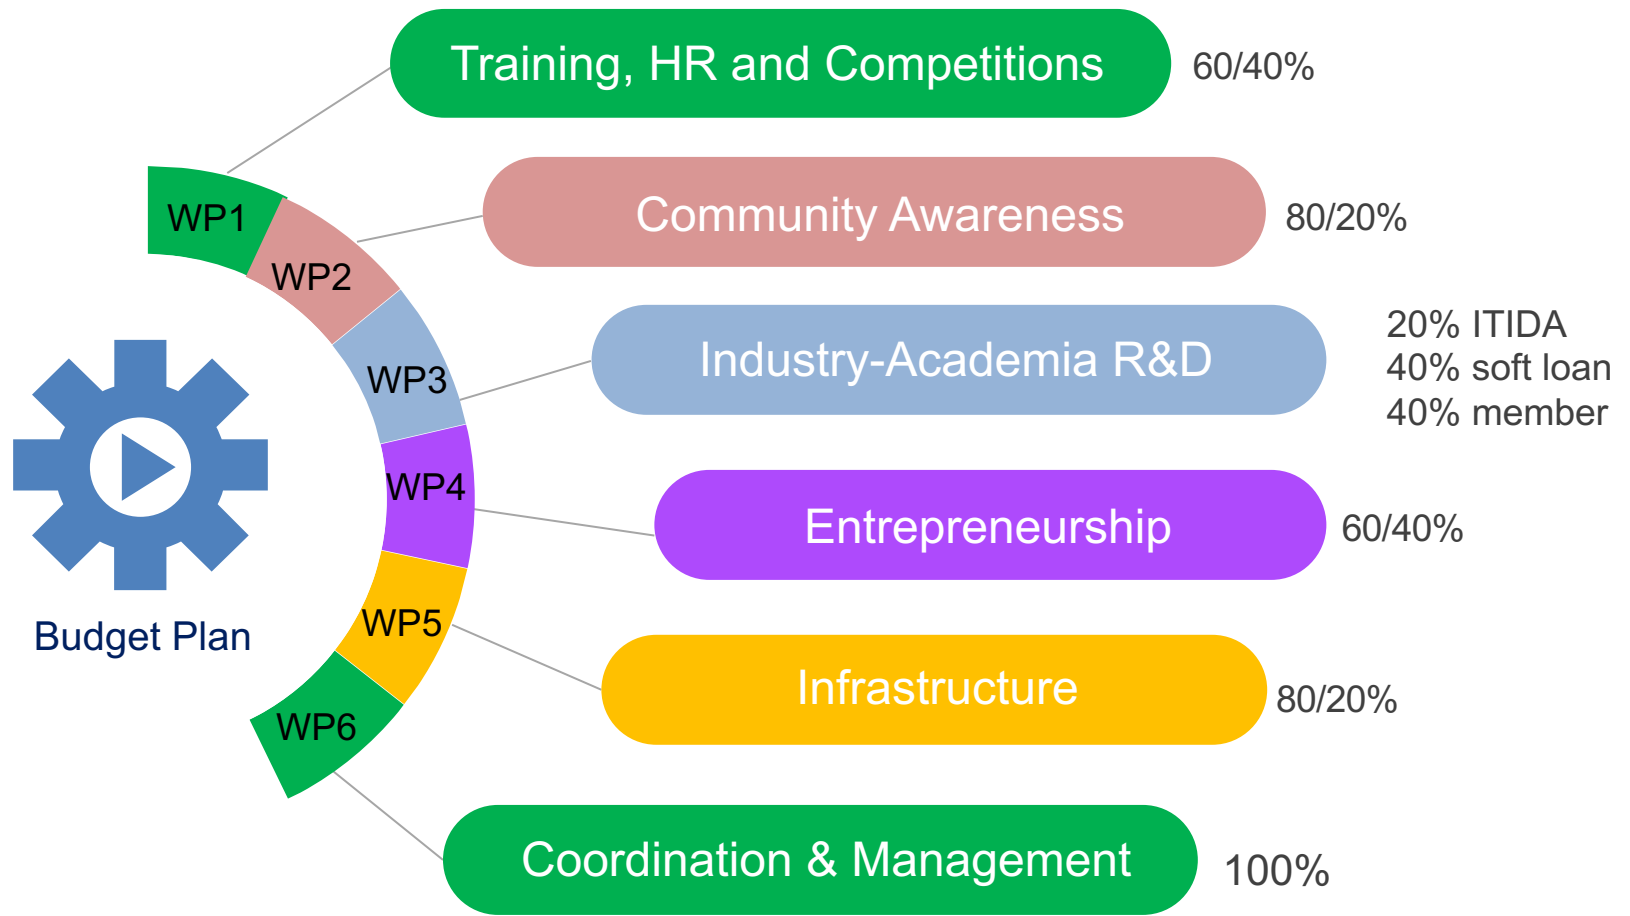 Training, HR and Competitions
60/40%
WP1
Community Awareness
80/20%
WP2
Industry-Academia R&D
20% ITIDA
40% soft loan
40% member
WP3
WP4
Entrepreneurship
60/40%
Budget Plan
WP5
Infrastructure
80/20%
WP6
Coordination & Management
100%